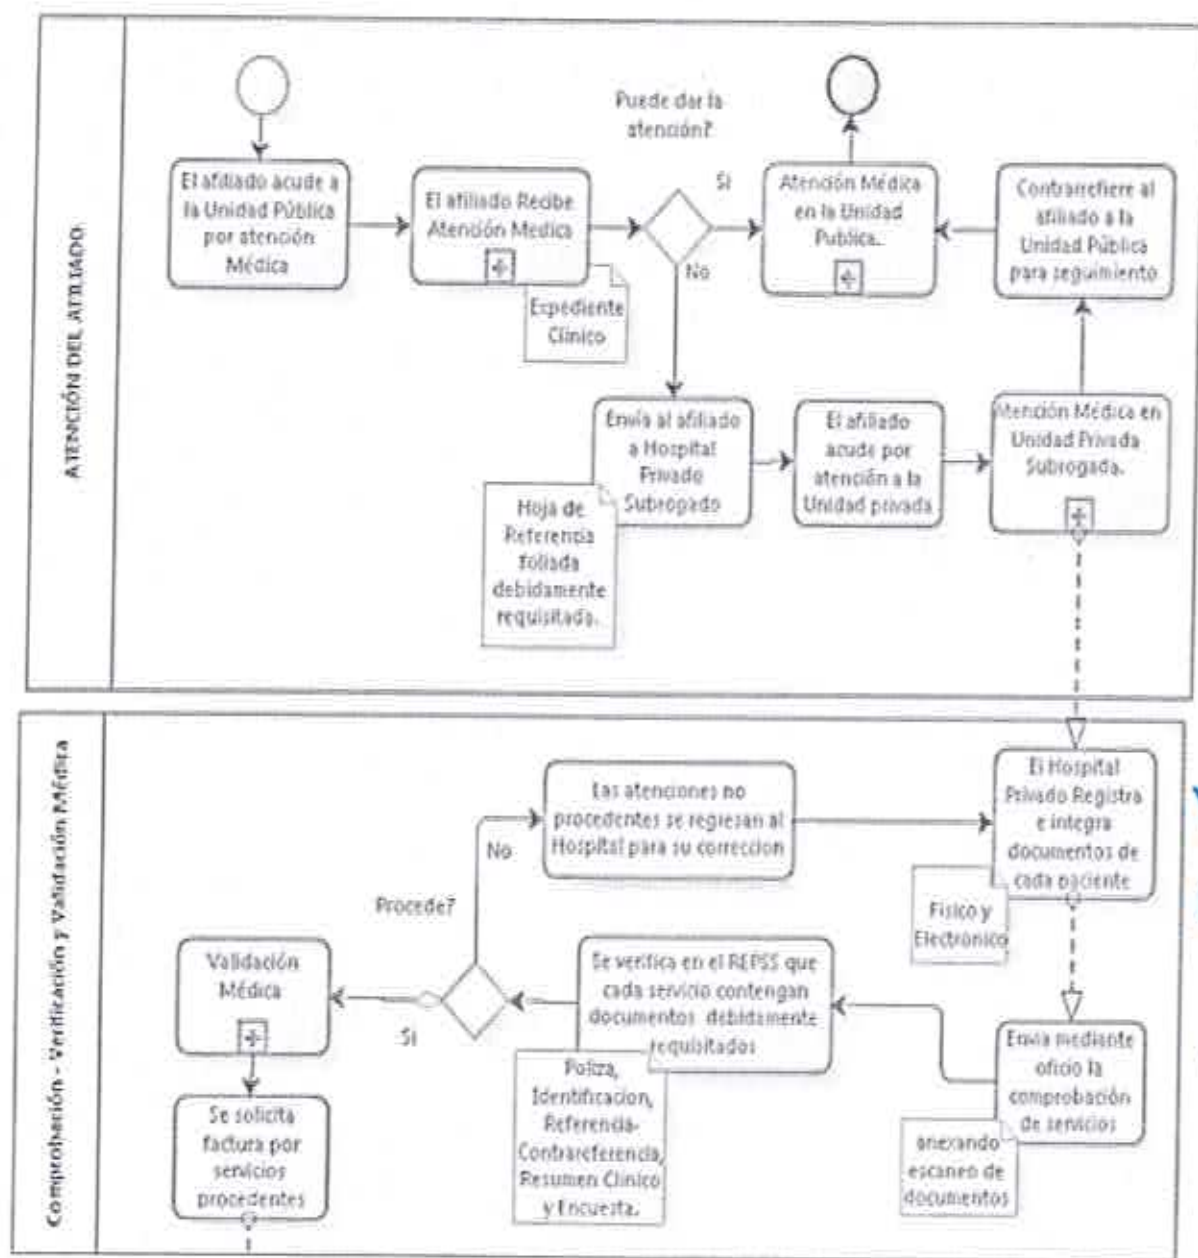 ATENCIÓN DEL AFILIADO.
El afiliado acude a
la Unidad Pública
por atención
Médica
El afiliado Recibe
Atención Medica
Expediente
Clínico
Puede dar la
atención?
Si
No
Atención Médica
en la Unidad
Publica.
Contrarrefiere al
afiliado a la
Unidad Pública
para seguimiento
Envía al afiliado
a Hospital
Privado
Subrogado
Hoja de
Referencia
foliada
debidamente
requisitada.
El afiliado
acude por
atención a la
Unidad privada
Atención Médica en
Unidad Privada
Subrogada.
Comprobación - Verificación y Validación Médica
Las atenciones no
procedentes se regresan al
Hospital para su correccion
El Hospital
Privado Registra
e integra
documentos de
cada paciente
Fisico y
Electrónico
No
Procede?
Si
Validación
Médica
Se verifica en el REPSS que
cada servicio contengan
documentos debidamente
requisitados
Poliza,
Identificacion,
Referencia-
Contrareferencia,
Resumen Clinico
y Encuesta.
Envia mediante
oficio la
comprobación
de servicios
anexando
escaneo de
documentos
Se solicita
factura por
servicios
procedentes